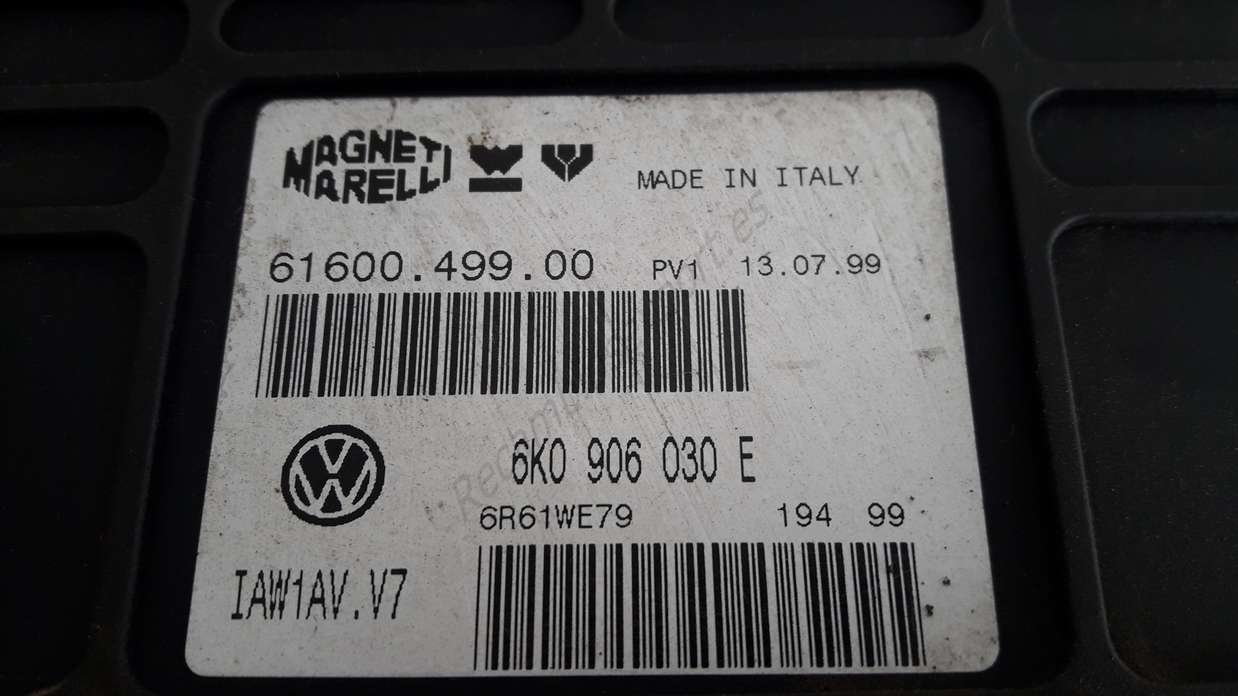 MAGNETI
MARELLI
MADE IN ITALY
61600.499.00 PV1 13.07.99
6K0 906 030 E
6R61WE79 194 99
IAW1AV.V7